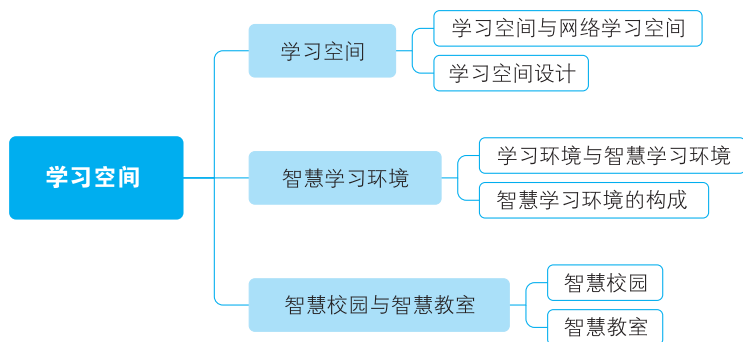 学习空间
学习空间
学习空间与网络学习空间
学习空间设计
智慧学习环境
学习环境与智慧学习环境
智慧学习环境的构成
智慧校园与智慧教室
智慧校园
智慧教室